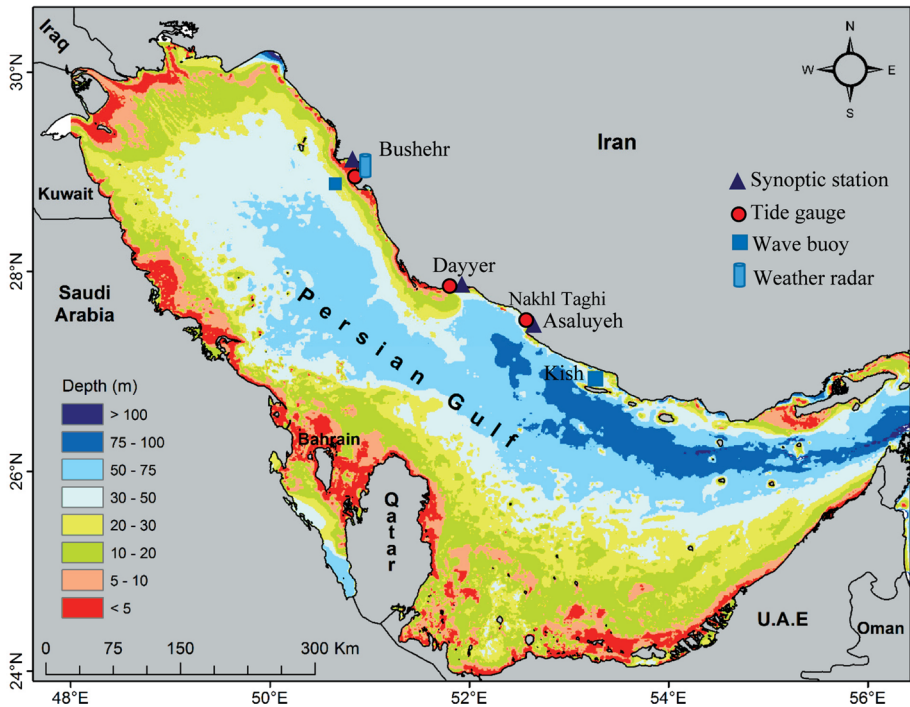 Iraq
30°N
28°N
26°N
24°N
48°E
50°E
52°E
54°E
56°E
N
W
E
S
Iran
Bushehr
Kuwait
Synoptic station
Tide gauge
Wave buoy
Weather radar
Dayyer
Saudi
Arabia
Nakhl Taghi
Asaluyeh
Persian Gulf
Kish
Depth (m)
> 100
75 - 100
50 - 75
30 - 50
20 - 30
10 - 20
5 - 10
< 5
Bahrain
Qatar
U.A.E
Oman
0 75 150 300 Km